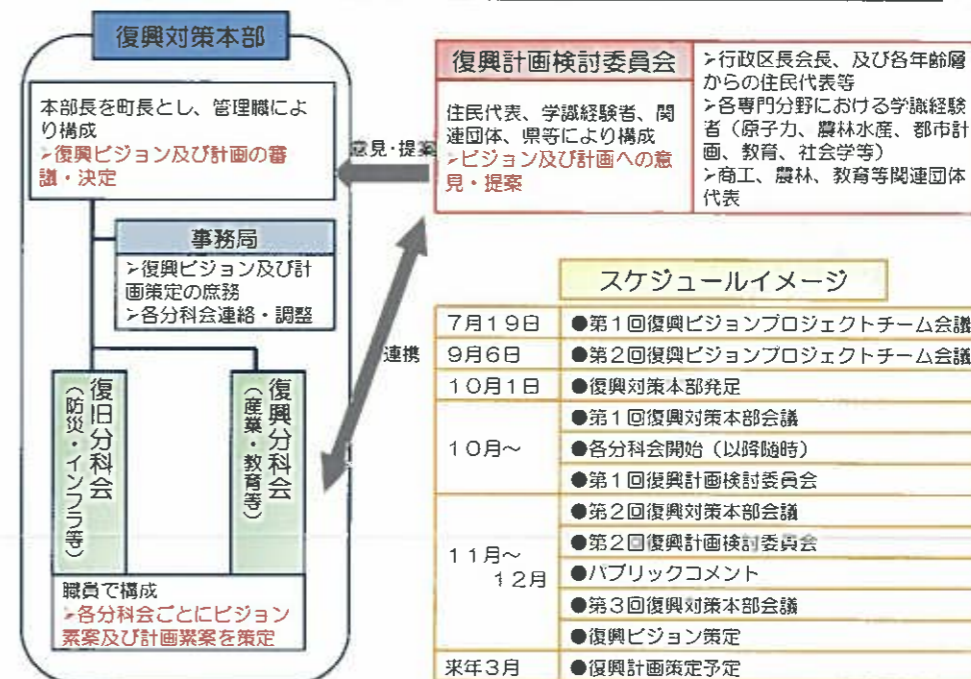 復興対策本部
本部長を町長とし、管理職によ
り構成
➢復興ビジョン及び計画の審
議・決定
事務局
➢復興ビジョン及び計
画策定の庶務
➢各分科会連絡・調整
復旧分科会
（防災・インフラ等）
復興分科会
（産業・教育等）
職員で構成
➢各分科会ごとにビジョン
素案及び計画素案を策定
意見・提案
連携
復興計画検討委員会
住民代表、学識経験者、関
連団体、県等により構成
➢ビジョン及び計画への意
見・提案
➢行政区長会長、及び各年齢層
からの住民代表等
➢各専門分野における学識経験
者（原子力、農林水産、都市計
画、教育、社会学等）
➢商工、農林、教育等関連団体
代表
スケジュールイメージ
7月19日 ●第1回復興ビジョンプロジェクトチーム会議
9月6日 ●第2回復興ビジョンプロジェクトチーム会議
10月1日 ●復興対策本部発足
10月～
●第1回復興対策本部会議
●各分科会開始（以降随時）
●第1回復興計画検討委員会
11月～
12月
●第2回復興対策本部会議
●第2回復興計画検討委員会
●パブリックコメント
●第3回復興対策本部会議
●復興ビジョン策定
来年3月 ●復興計画策定予定